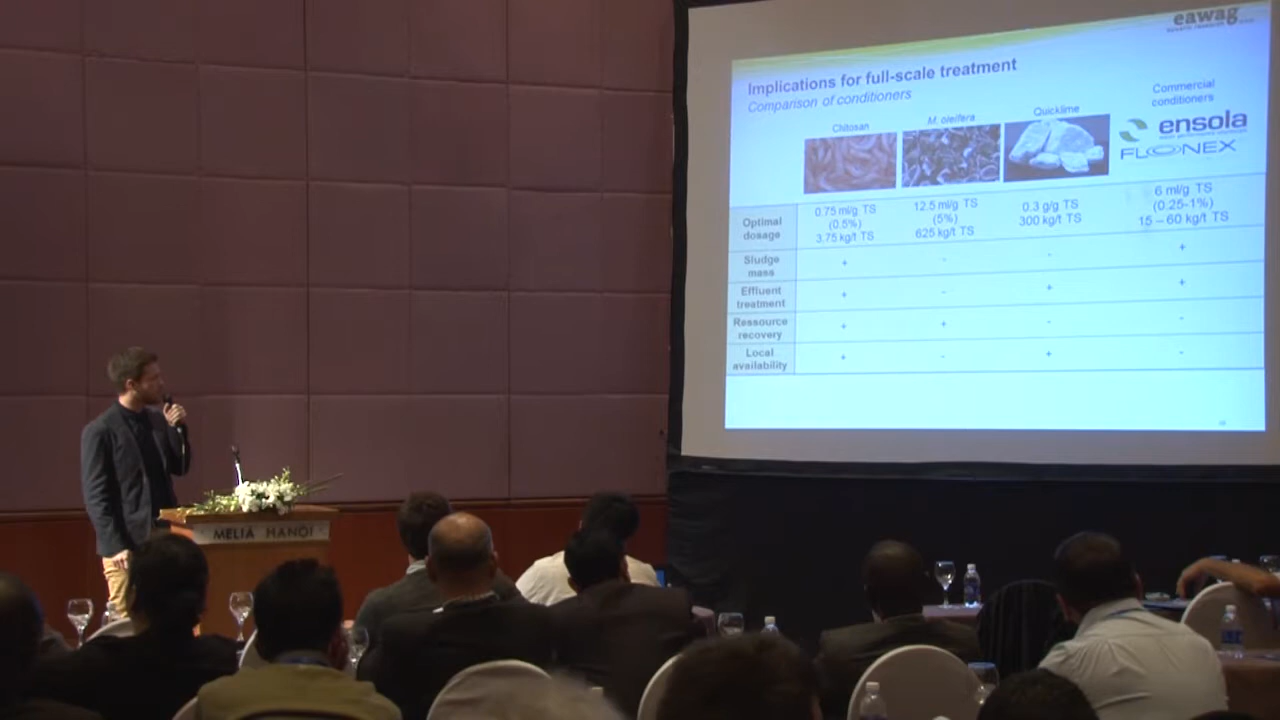 eawag
Implications for full-scale treatment
Comparison of conditioners
Chitosan
M. oleifera
Quicklime
Commercial
conditioners
ensola
FLONEX
Optimal
dosage
0.75 ml/g TS
(0.5%)
3.75 kg/t TS
12.5 ml/g TS
(5%)
625 kg/t TS
0.3 g/g TS
300 kg/t TS
6 ml/g TS
(0.25-1%)
15 – 60 kg/t TS
Sludge
mass
+ - - +
Effluent
treatment
+ - + +
Ressource
recovery
+ + - -
Local
availability
+ - + -
MELIÁ HANOI